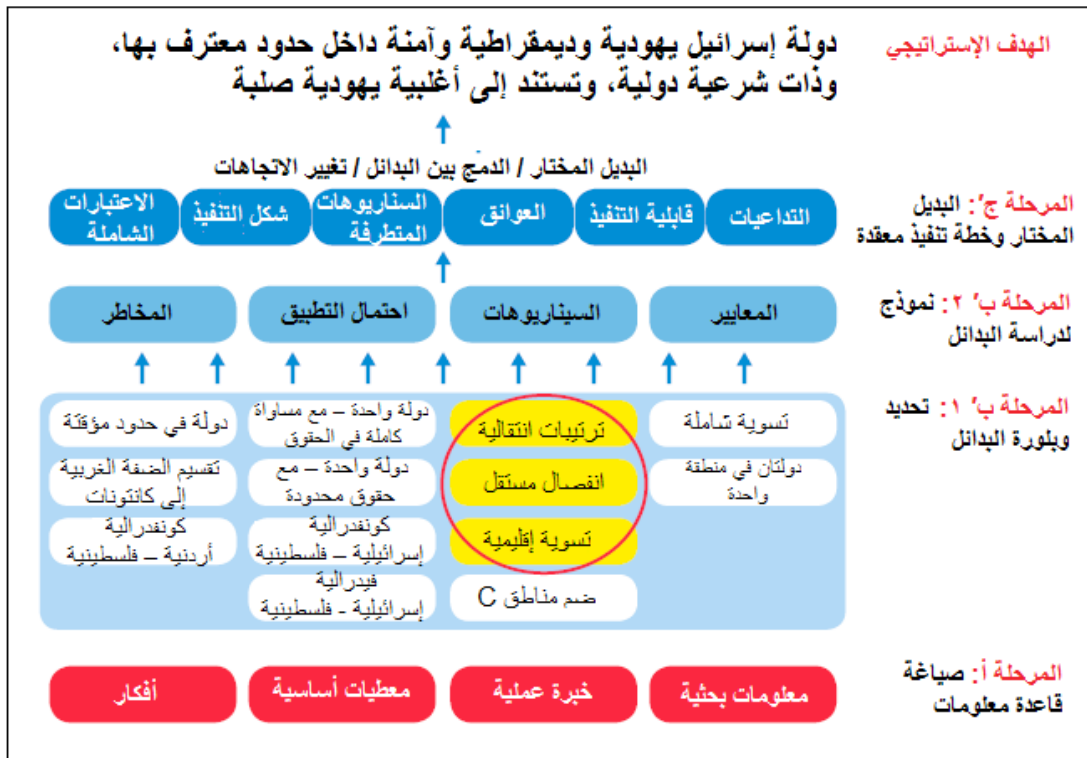 الهدف الإستراتيجي
دولة إسرائيل يهودية وديمقراطية وآمنة داخل حدود معترف بها،
وذات شرعية دولية، وتستند إلى أغلبية يهودية صلبة
البديل المختار / الدمج بين البدائل / تغيير الاتجاهات
المرحلة ج': البديل
المختار وخطة تنفيذ معقدة
التداعيات
قابلية التنفيذ
العوائق
السناريوهات
المتطرفة
شكل التنفيذ
الاعتبارات
الشاملة
المرحلة ب' ٢: نموذج
لدراسة البدائل
المعايير
السيناريوهات
احتمال التطبيق
المخاطر
المرحلة ب' ١: تحديد
وبلورة البدائل
تسوية شاملة
دولتان في منطقة
واحدة
ترتيبات انتقالية
انفصال مستقل
تسوية إقليمية
ضم مناطق C
دولة واحدة – مع مساواة
كاملة في الحقوق
دولة واحدة – مع
حقوق محدودة
كونفدرالية
إسرائيلية – فلسطينية
فيدرالية
إسرائيلية - فلسطينية
دولة في حدود مؤقتة
تقسيم الضفة الغربية
إلى كانتونات
كونفدرالية
أردنية – فلسطينية
المرحلة أ: صياغة
قاعدة معلومات
معلومات بحثية
خبرة عملية
معطيات أساسية
أفكار